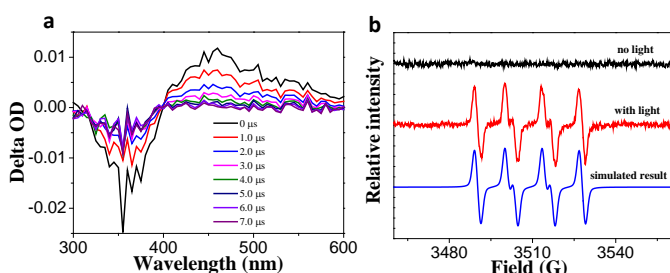 a
Delta OD
0.01
0.00
-0.01
-0.02
0 μs
1.0 μs
2.0 μs
3.0 μs
4.0 μs
5.0 μs
6.0 μs
7.0 μs
300
400
500
600
Wavelength (nm)
b
Relative intensity
no light
with light
simulated result
3480
3510
3540
Field (G)